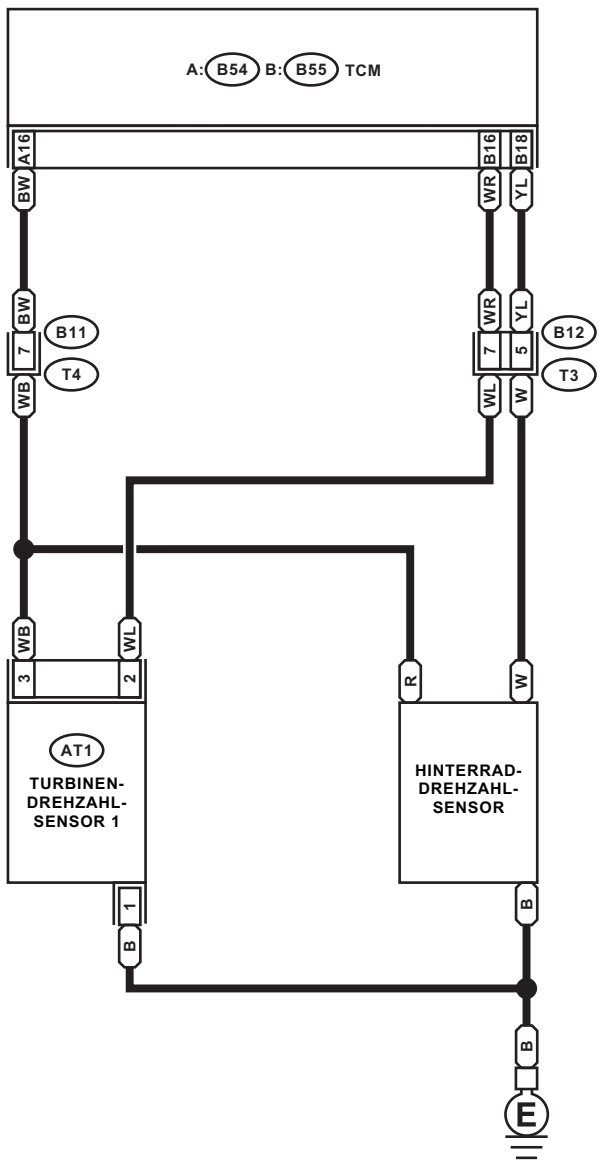 A: B54 B: B55 TCM
A16 B16 B18
BW WR YL
BW WR YL
7 B11 7 5 B12
T4 T3
WB WL W
WB WL R W
3 2
AT1
TURBINEN-
DREHZAHL-
SENSOR 1
HINTERRAD-
DREHZAHL-
SENSOR
1 B
B
B
E